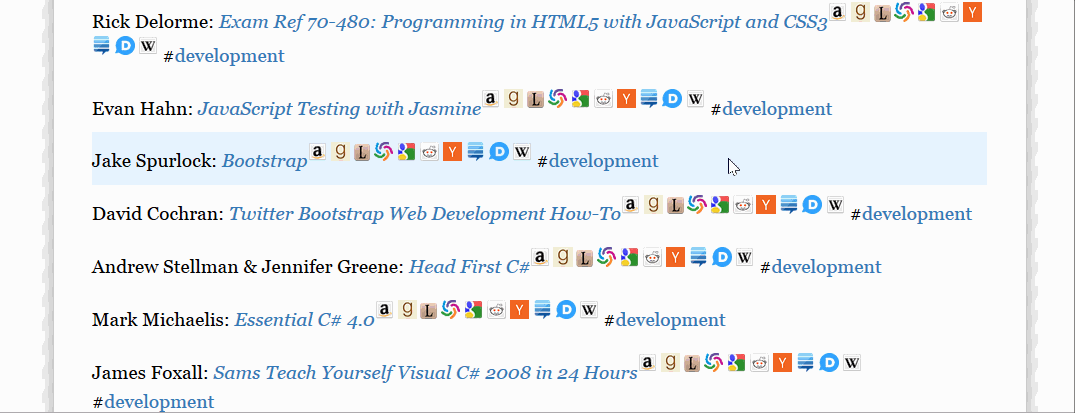 Rick Delorme: Exam Ref 70-480: Programming in HTML5 with JavaScript and CSS3 a g L Y
D W #development
Evan Hahn: JavaScript Testing with Jasmine a g L Y D W #development
Jake Spurlock: Bootstrap a g L Y D W #development
David Cochran: Twitter Bootstrap Web Development How-To a g L Y D W #development
Andrew Stellman & Jennifer Greene: Head First C# a g L Y D W #development
Mark Michaelis: Essential C# 4.0 a g L Y D W #development
James Foxall: Sams Teach Yourself Visual C# 2008 in 24 Hours a g L Y D W
#development